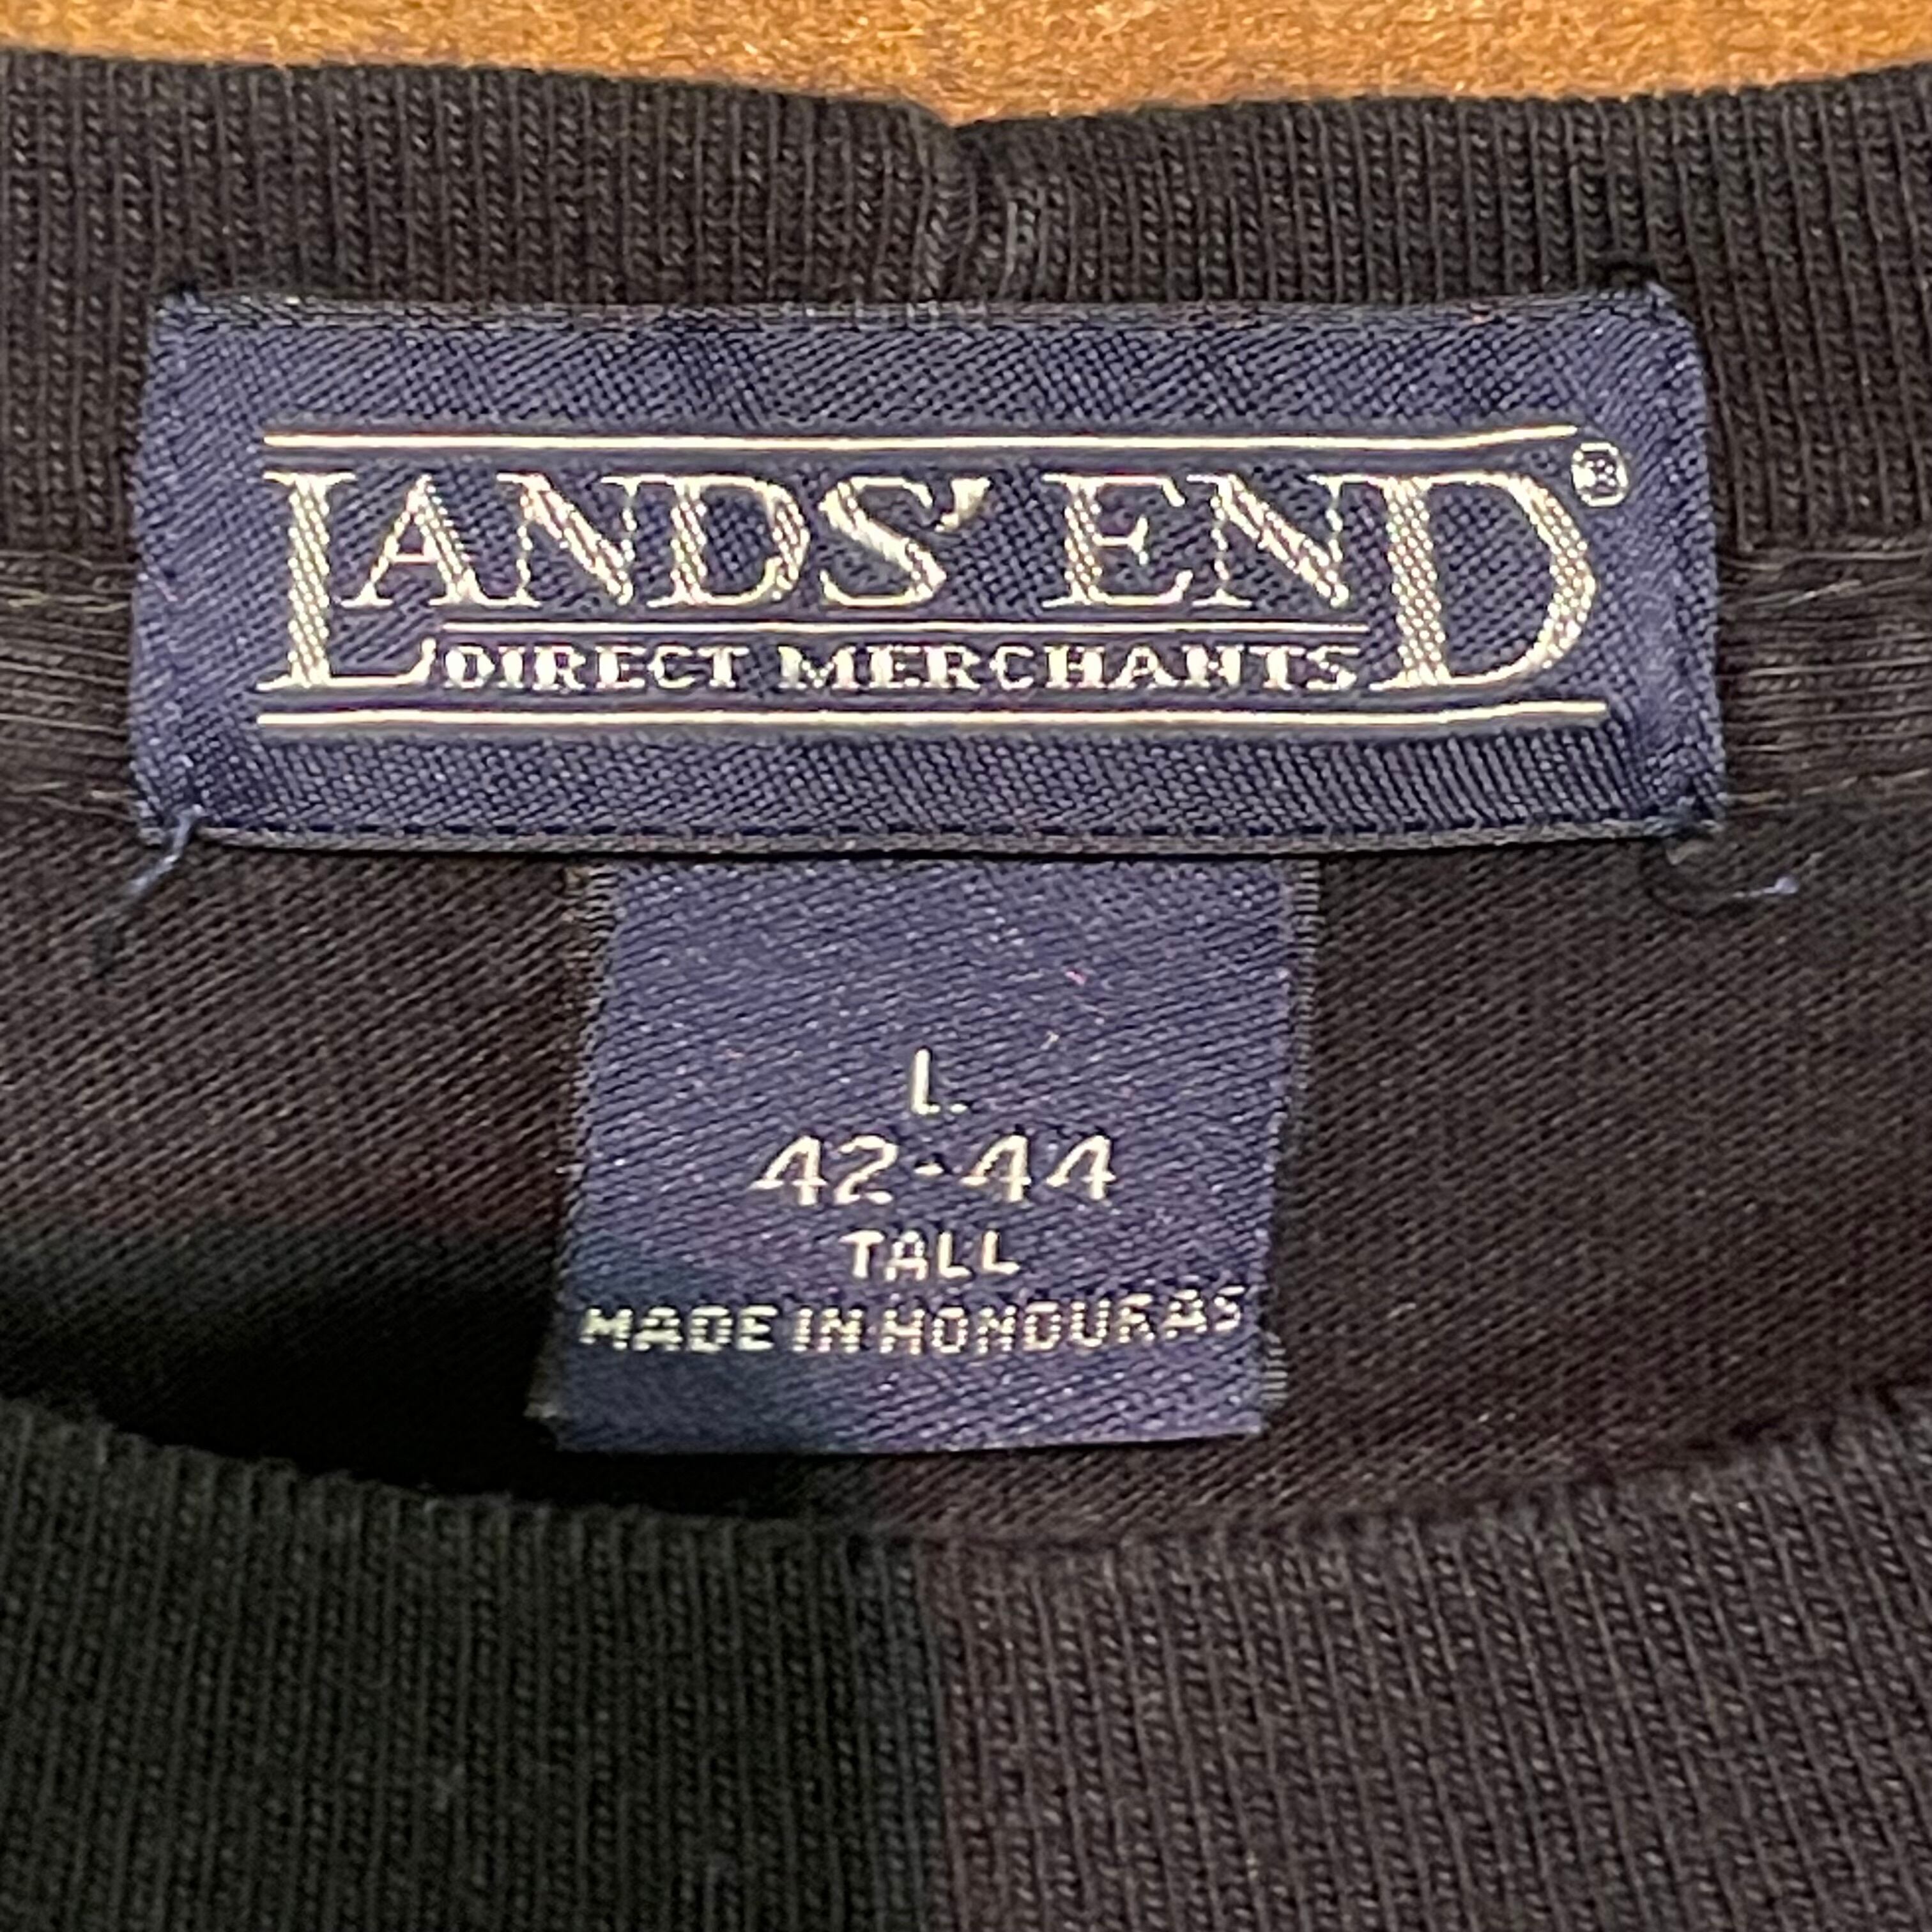 LANDS' END®
DIRECT MERCHANTS
L
42-44
TALL
MADE IN HONDURAS